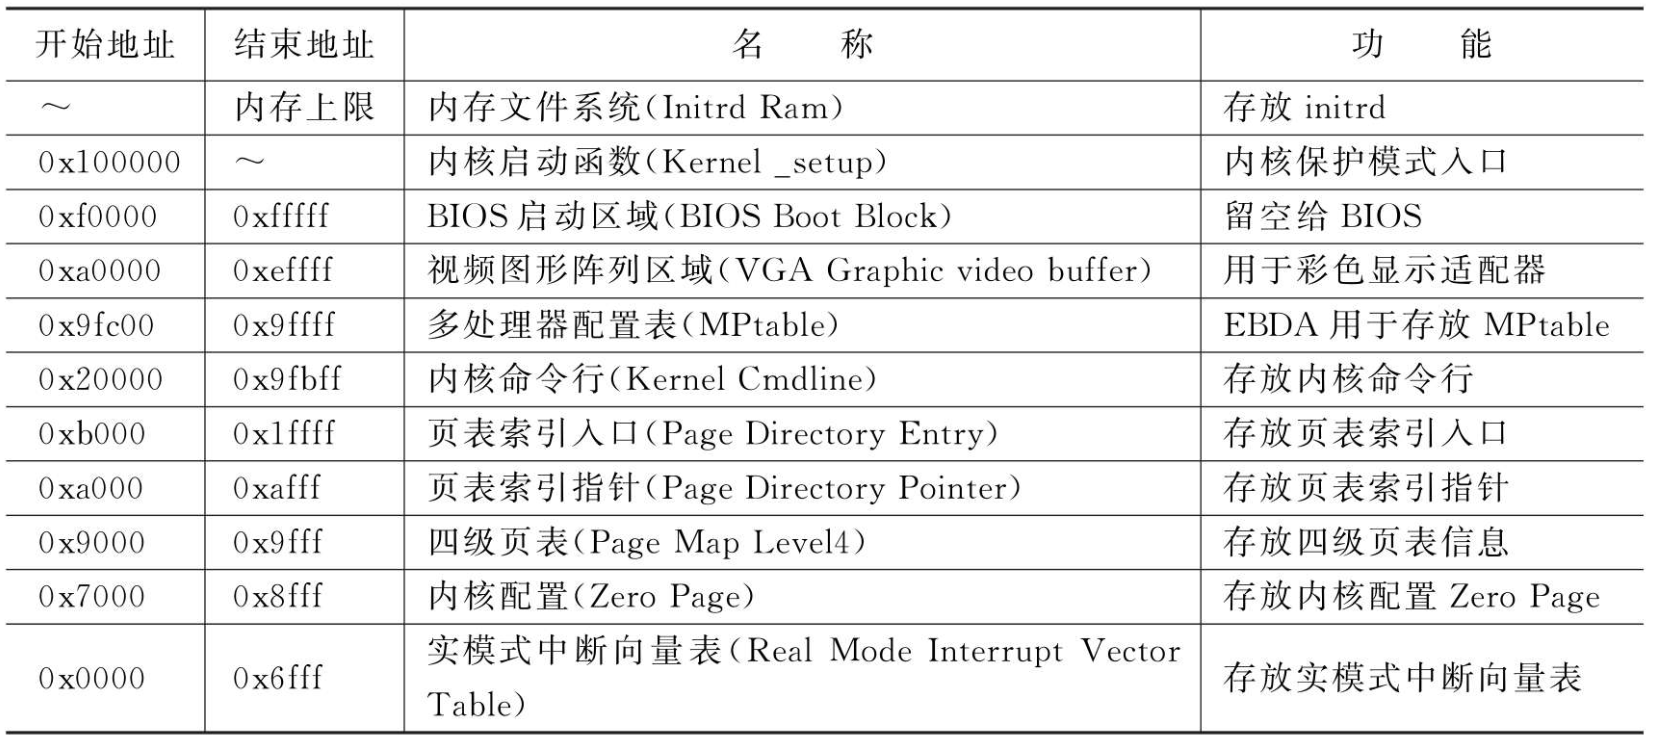 开始地址 结束地址 名 称 功 能
～ 内存上限 内存文件系统(Initrd Ram) 存放 initrd
0x100000 ～ 内核启动函数(Kernel _setup) 内核保护模式入口
0xf0000 0xfffff BIOS 启动区域(BIOS Boot Block) 留空给 BIOS
0xa0000 0xeffff 视频图形阵列区域(VGA Graphic video buffer) 用于彩色显示适配器
0x9fc00 0x9ffff 多处理器配置表(MPtable) EBDA 用于存放 MPtable
0x20000 0x9fbff 内核命令行(Kernel Cmdline) 存放内核命令行
0xb000 0x1ffff 页表索引入口(Page Directory Entry) 存放页表索引入口
0xa000 0xafff 页表索引指针(Page Directory Pointer) 存放页表索引指针
0x9000 0x9fff 四级页表(Page Map Level4) 存放四级页表信息
0x7000 0x8fff 内核配置(Zero Page) 存放内核配置 Zero Page
0x0000 0x6fff 实模式中断向量表(Real Mode Interrupt Vector
Table) 存放实模式中断向量表